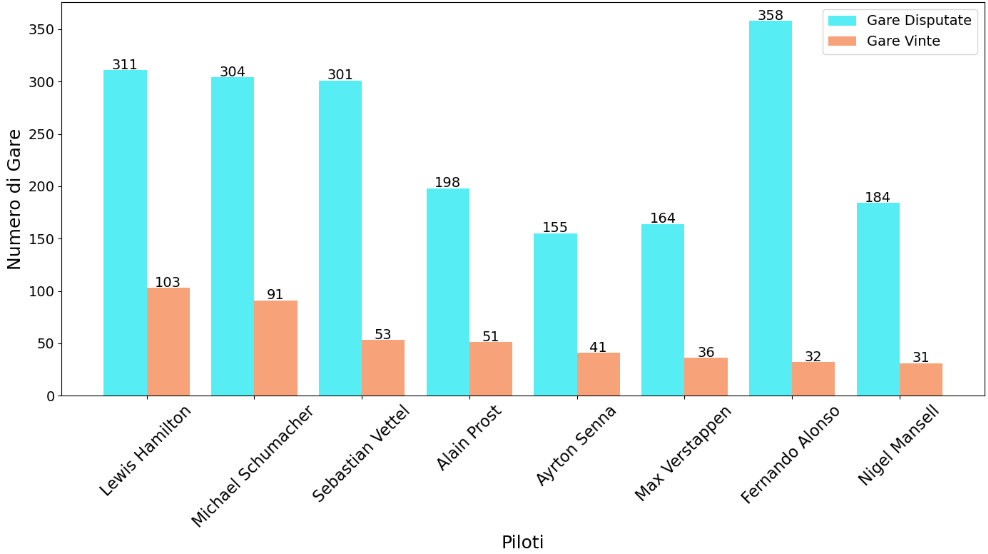 Gare Disputate
Gare Vinte
Numero di Gare
350
300
250
200
150
100
50
0
311
103
304
91
301
53
198
51
155
41
164
36
358
32
184
31
Lewis Hamilton
Michael Schumacher
Sebastian Vettel
Alain Prost
Ayrton Senna
Max Verstappen
Fernando Alonso
Nigel Mansell
Piloti